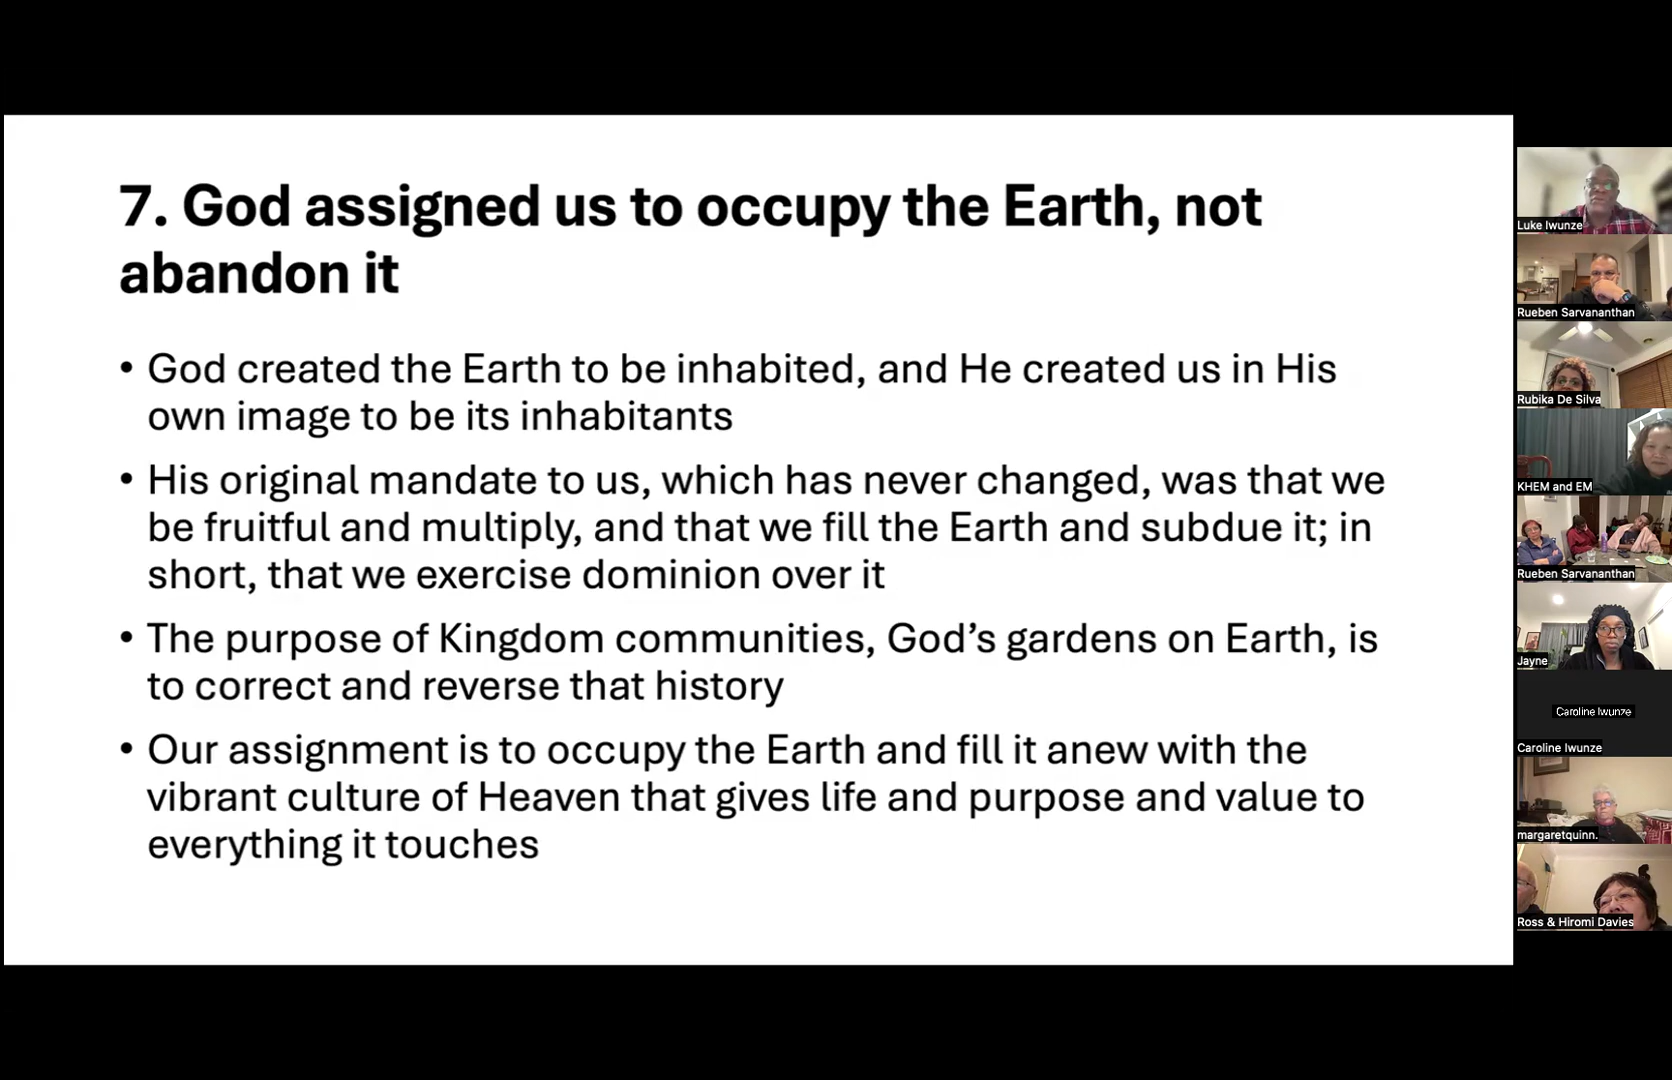 7. God assigned us to occupy the Earth, not
abandon it
• God created the Earth to be inhabited, and He created us in His
own image to be its inhabitants
• His original mandate to us, which has never changed, was that we
be fruitful and multiply, and that we fill the Earth and subdue it; in
short, that we exercise dominion over it
• The purpose of Kingdom communities, God’s gardens on Earth, is
to correct and reverse that history
• Our assignment is to occupy the Earth and fill it anew with the
vibrant culture of Heaven that gives life and purpose and value to
everything it touches
Luke Iwunze
Rueben Sarvananthan
Rubika De Silva
KHEM and EM
Rueben Sarvananthan
Jayne
Caroline Iwunze
Caroline Iwunze
margaretquinn.
Ross & Hiromi Davies